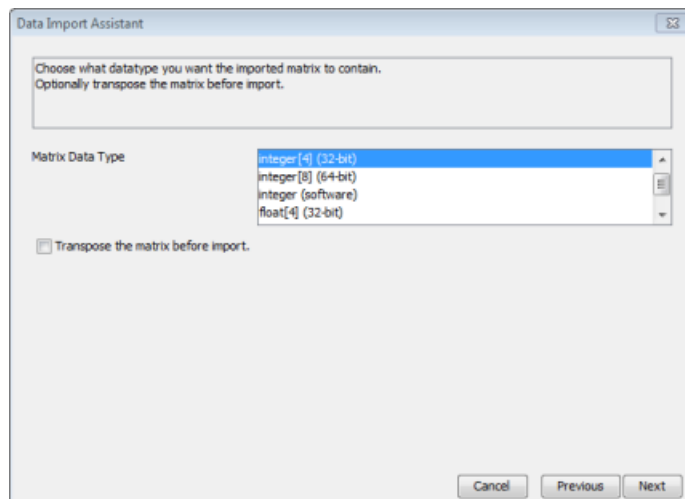 Data Import Assistant
Choose what datatype you want the imported matrix to contain.
Optionally transpose the matrix before import.
Matrix Data Type
integer[4] (32-bit)
integer[8] (64-bit)
integer (software)
float[4] (32-bit)
Transpose the matrix before import.
Cancel Previous Next